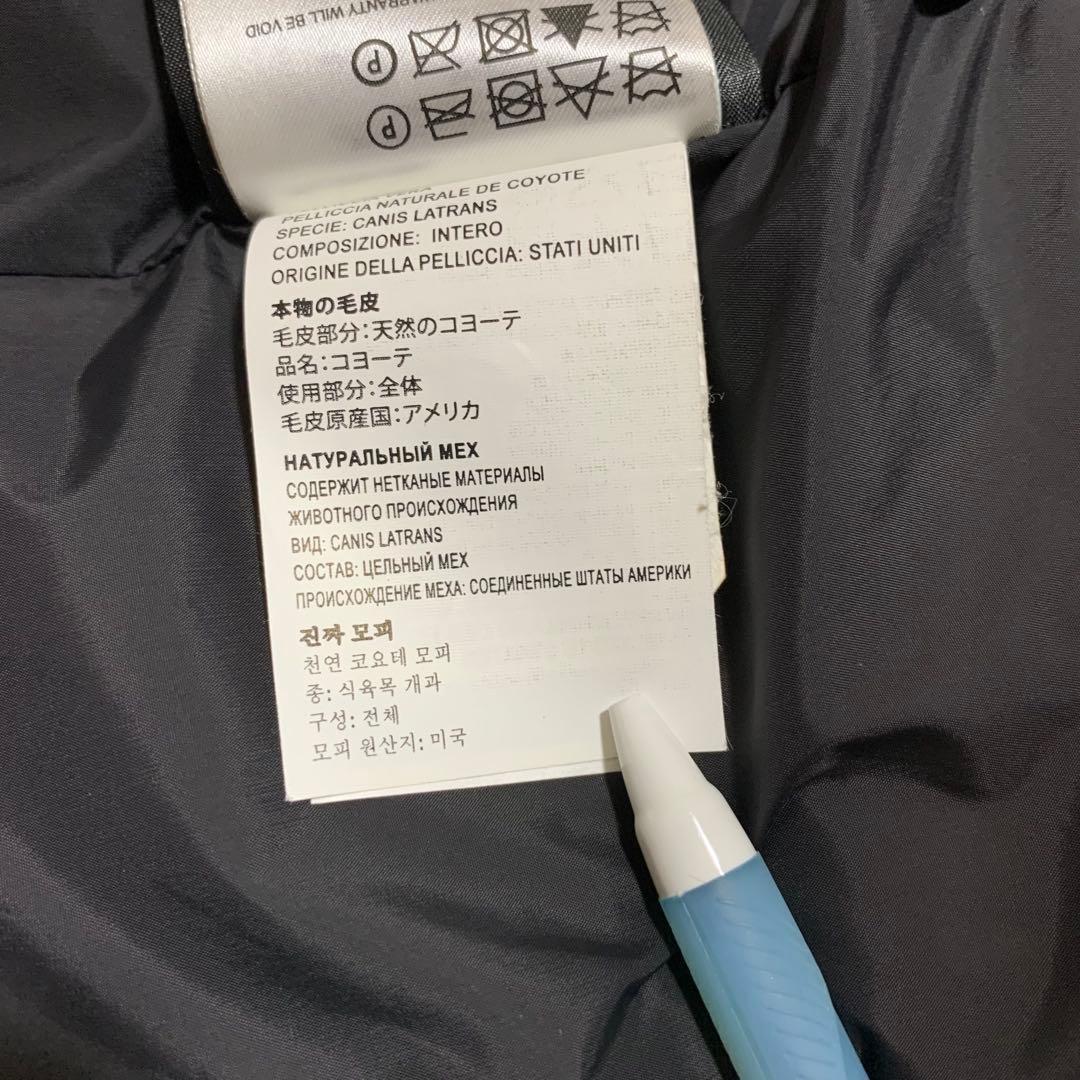 WARRANTY WILL BE VOID
P
P
PELLICCIA NATURALE DE COYOTE
SPECIE: CANIS LATRANS
COMPOSIZIONE: INTERO
ORIGINE DELLA PELLICCIA: STATI UNITI
本物の毛皮
毛皮部分:天然のコヨーテ
品名:コヨーテ
使用部分:全体
毛皮原産国:アメリカ
НАТУРАЛЬНЫЙ МЕХ
СОДЕРЖИТ НЕТКАНЫЕ МАТЕРИАЛЫ
ЖИВОТНОГО ПРОИСХОЖДЕНИЯ
ВИД: CANIS LATRANS
СОСТАВ: ЦЕЛЬНЫЙ МЕХ
ПРОИСХОЖДЕНИЕ МЕХА: СОЕДИНЕННЫЕ ШТАТЫ АМЕРИКИ
진짜 모피
천연 코요테 모피
종: 식육목 개과
구성: 전체
모피 원산지: 미국